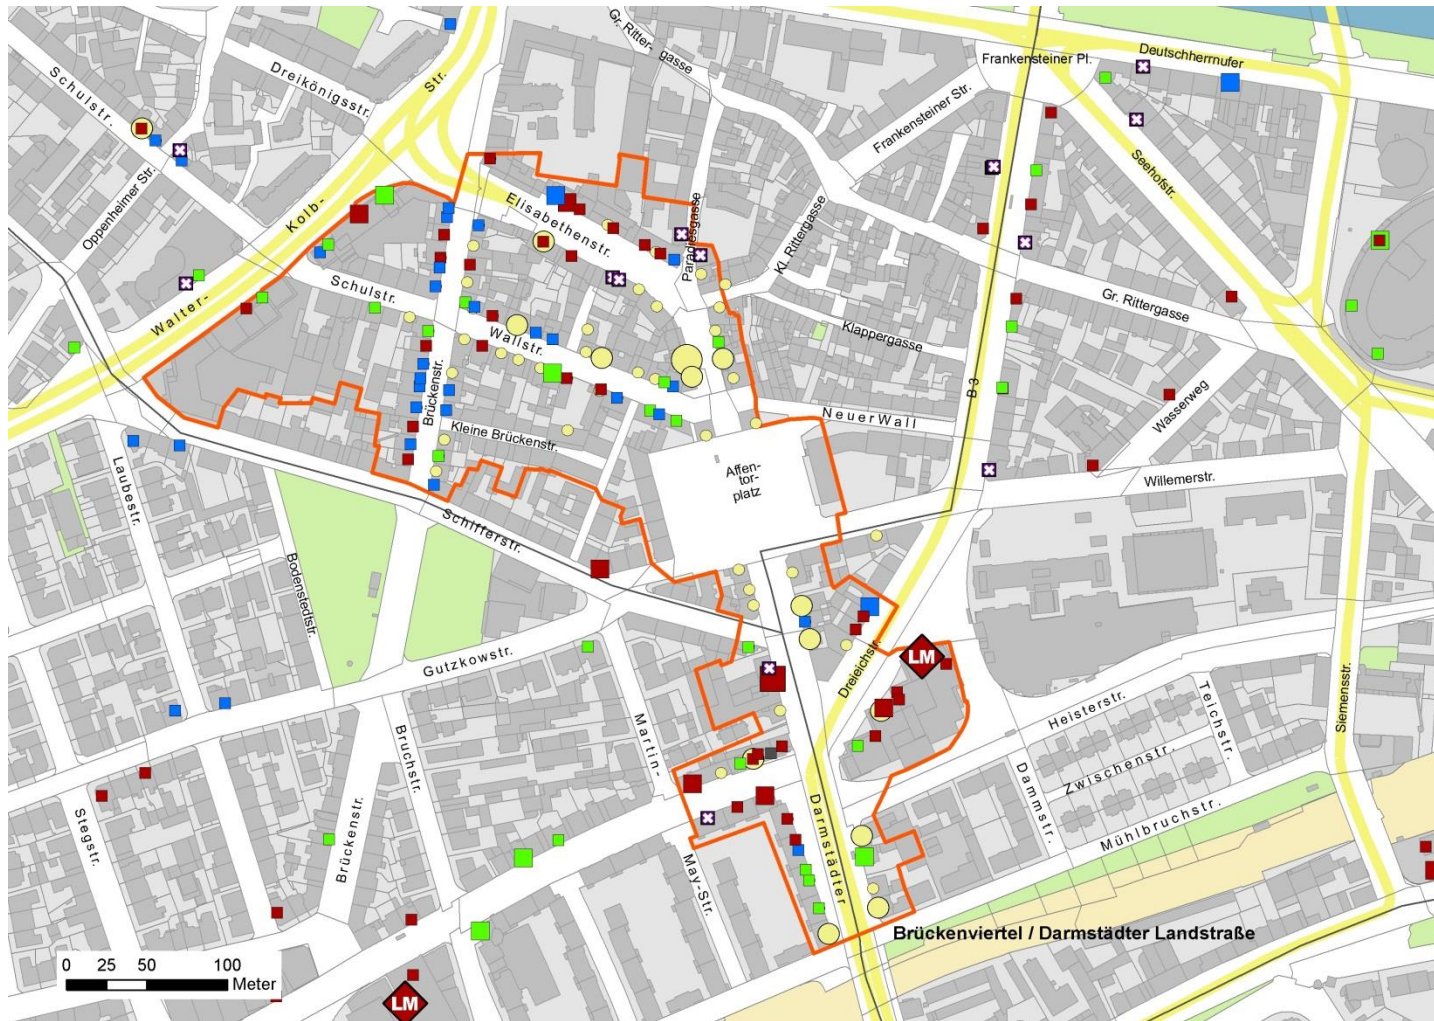 Gr. Ritter-
gasse
Frankensteiner Pl.
Deutschherrnufer
Schulstr.
Dreikönigsstr.
Str.
Frankensteiner Str.
Seehofstr.
Oppenheimer Str.
Kolb-
Walter-
Elisabethenstr.
Paradiesgasse
Kl. Rittergasse
Gr. Rittergasse
Schulstr.
Wallstr.
Klappergasse
B 3
Brückenstr.
Kleine Brückenstr.
Neuer Wall
Wasserweg
Affen-
tor-
platz
Willemerstr.
Laubestr.
Schifferstr.
Bodenstedtstr.
Gutzkowstr.
Dreieichstr.
LM
Siemensstr.
Heisterstr.
Teichstr.
Zwischenstr.
Dammstr.
Mühlbruchstr.
Martin-
May-Str.
Bruchstr.
Brückenstr.
Stegstr.
Darmstädter
Brückenviertel / Darmstädter Landstraße
0 25 50 100
Meter
LM